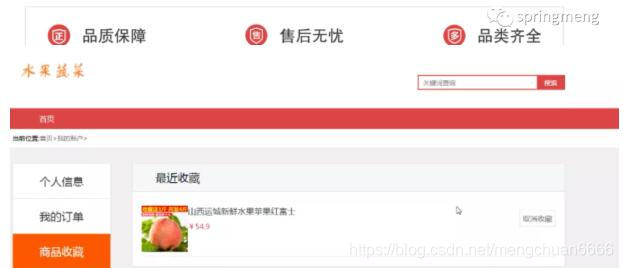 springmeng
正 品质保障 售 售后无忧 多 品类齐全
水果蔬菜
关键词查询 搜索
首页
当前位置:首页>我的账户>
个人信息
最近收藏
我的订单
山西运城新鲜水果苹果红富士
¥54.9
取消收藏
商品收藏
https://blog.csdn.net/mengchuan6666